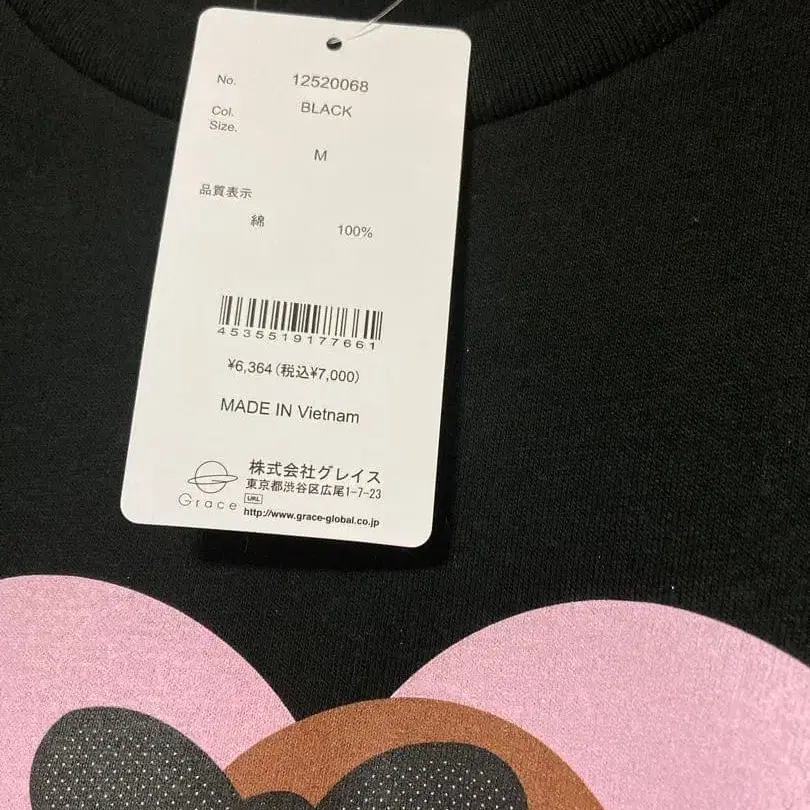 No. 12520068
Col. BLACK
Size.
M
品質表示
綿 100%
4535519177661
¥6,364(税込¥7,000)
MADE IN Vietnam
株式会社グレイス
東京都渋谷区広尾1-7-23
Grace URL
http://www.grace-global.co.jp